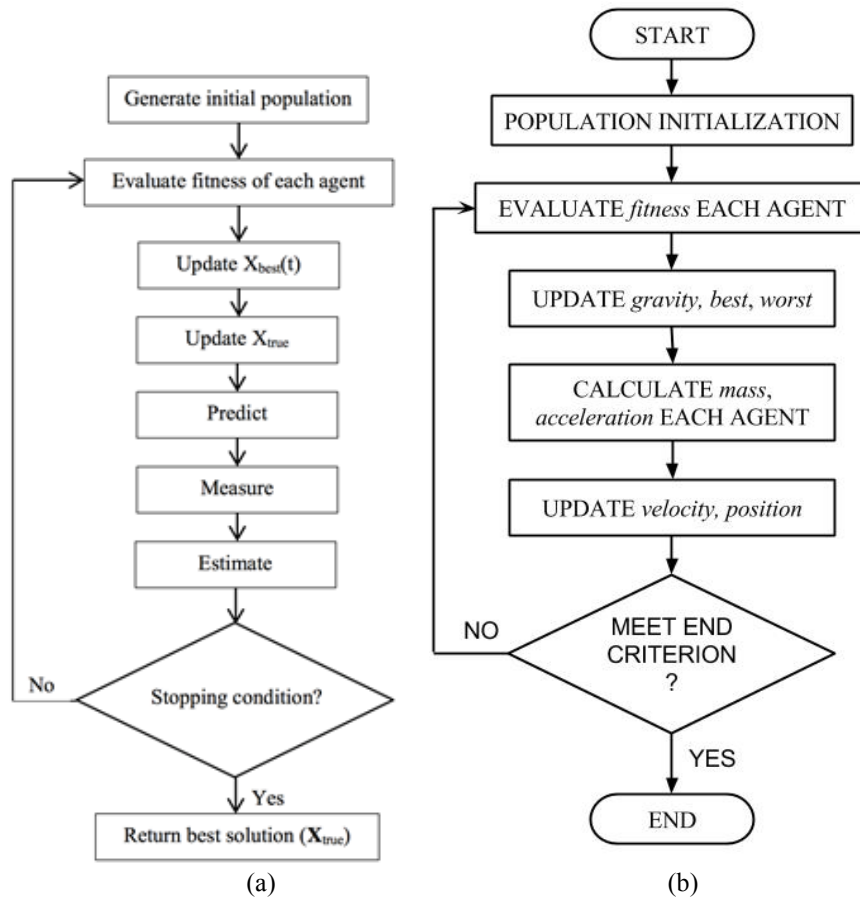 Generate initial population
Evaluate fitness of each agent
Update Xbest(t)
Update Xtrue
Predict
Measure
Estimate
Stopping condition?
No
Yes
Return best solution (Xtrue)
(a)
START
POPULATION INITIALIZATION
EVALUATE fitness EACH AGENT
UPDATE gravity, best, worst
CALCULATE mass,
acceleration EACH AGENT
UPDATE velocity, position
MEET END
CRITERION
?
NO
YES
END
(b)